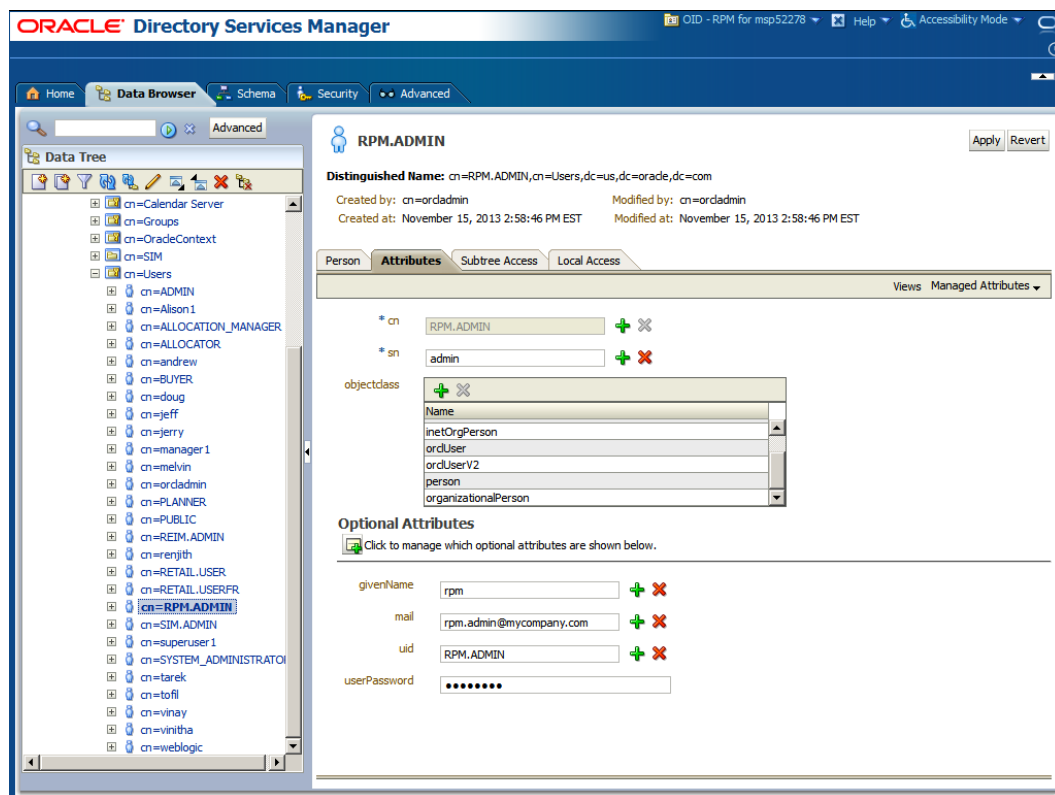 ORACLE Directory Services Manager
OID - RPM for msp52278 Help Accessibility Mode
Home Data Browser Schema Security Advanced
Advanced
Data Tree
cn=Calendar Server
cn=Groups
cn=OracleContext
cn=SIM
cn=Users
cn=ADMIN
cn=Alison1
cn=ALLOCATION_MANAGER
cn=ALLOCATOR
cn=andrew
cn=BUYER
cn=doug
cn=jeff
cn=jerry
cn=manager1
cn=melvin
cn=orcladmin
cn=PLANNER
cn=PUBLIC
cn=REIM.ADMIN
cn=renjith
cn=RETAIL.USER
cn=RETAIL.USERFR
cn=RPM.ADMIN
cn=SIM.ADMIN
cn=superuser1
cn=SYSTEM_ADMINISTRATO
cn=tarek
cn=tofil
cn=vinay
cn=vinitha
cn=weblogic
RPM.ADMIN
Apply Revert
Distinguished Name: cn=RPM.ADMIN,cn=Users,dc=us,dc=oracle,dc=com
Created by: cn=orcladmin Modified by: cn=orcladmin
Created at: November 15, 2013 2:58:46 PM EST Modified at: November 15, 2013 2:58:46 PM EST
Person Attributes Subtree Access Local Access
Views Managed Attributes
* cn RPM.ADMIN
* sn admin
objectclass
Name
inetOrgPerson
orclUser
orclUserV2
person
organizationalPerson
Optional Attributes
Click to manage which optional attributes are shown below.
givenName rpm
mail rpm.admin@mycompany.com
uid RPM.ADMIN
userPassword ••••••••